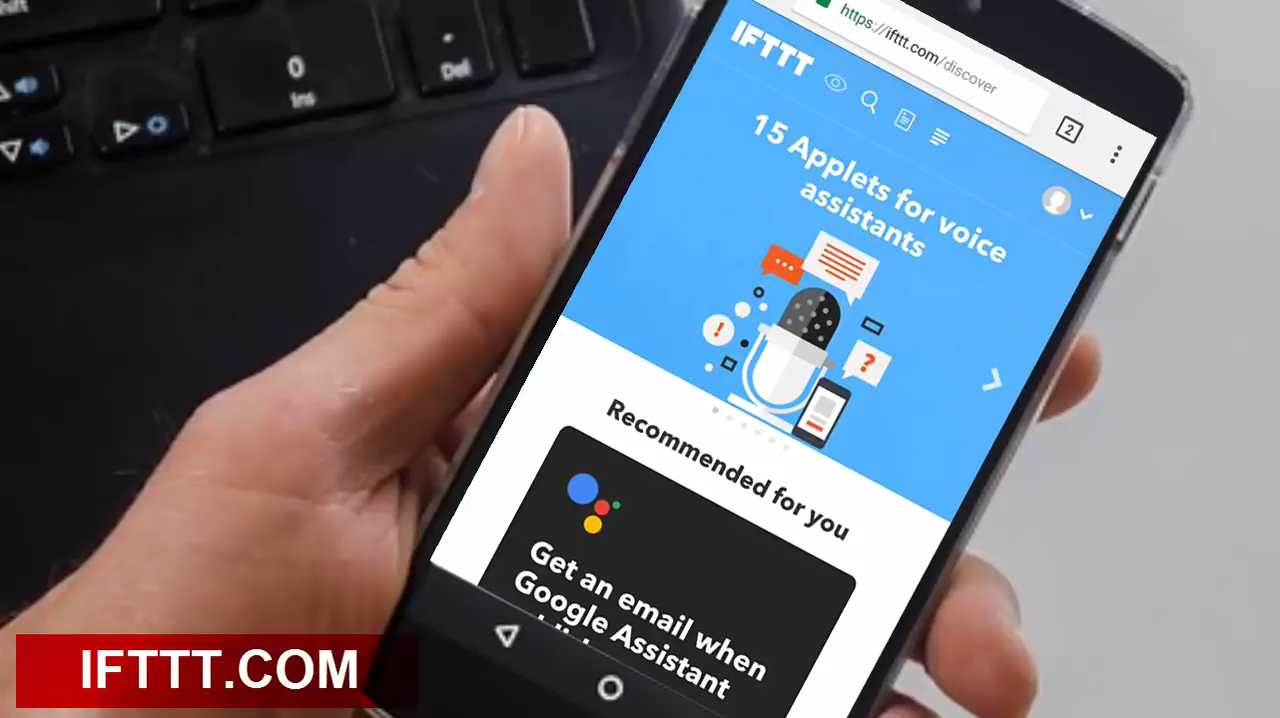 Shift
0
Ins
.
Del
https://ifttt.com/discover
2
IFTTT
15 Applets for voice
assistants
!
?
Recommended for you
Get an email when
Google Assistant
IFTTT.COM